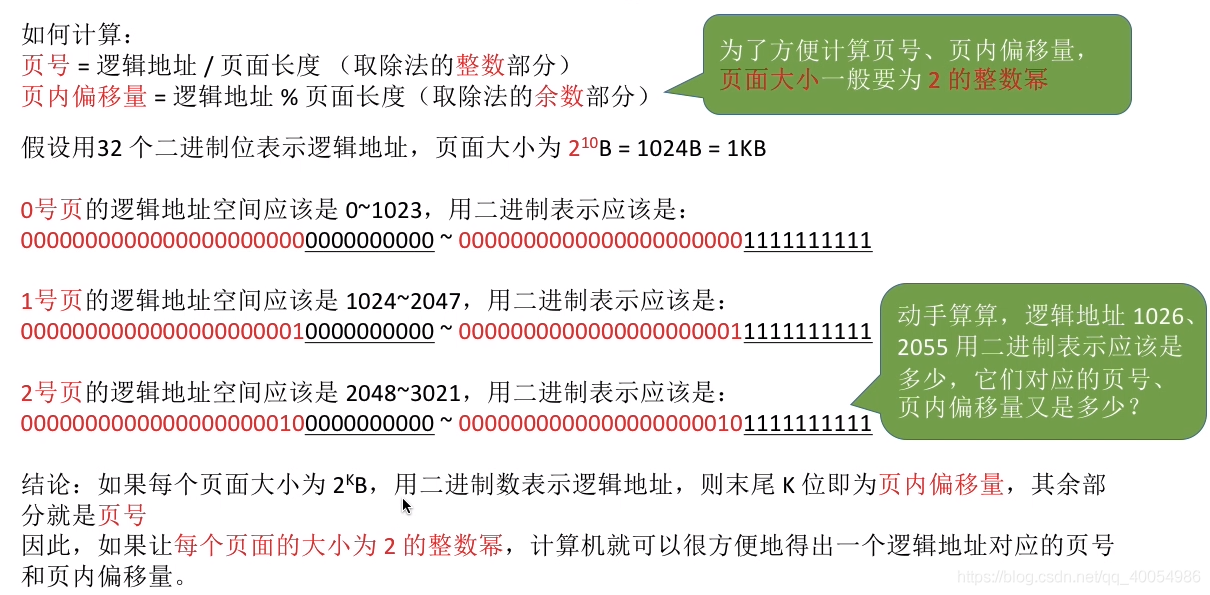 如何计算：
页号 = 逻辑地址 / 页面长度 （取除法的整数部分）
页内偏移量 = 逻辑地址 % 页面长度（取除法的余数部分）
为了方便计算页号、页内偏移量，
页面大小一般要为 2 的整数幂
假设用32 个二进制位表示逻辑地址，页面大小为 2¹⁰B = 1024B = 1KB
0号页的逻辑地址空间应该是 0~1023，用二进制表示应该是：
00000000000000000000000000000000 ~ 00000000000000000000001111111111
1号页的逻辑地址空间应该是 1024~2047，用二进制表示应该是：
00000000000000000000010000000000 ~ 00000000000000000000011111111111
2号页的逻辑地址空间应该是 2048~3021，用二进制表示应该是：
00000000000000000000100000000000 ~ 00000000000000000000101111111111
动手算算，逻辑地址 1026、
2055 用二进制表示应该是
多少，它们对应的页号、
页内偏移量又是多少？
结论：如果每个页面大小为 2ᴷB，用二进制数表示逻辑地址，则末尾 K 位即为页内偏移量，其余部
分就是页号
因此，如果让每个页面的大小为 2 的整数幂，计算机就可以很方便地得出一个逻辑地址对应的页号
和页内偏移量。
https://blog.csdn.net/qq_40054986